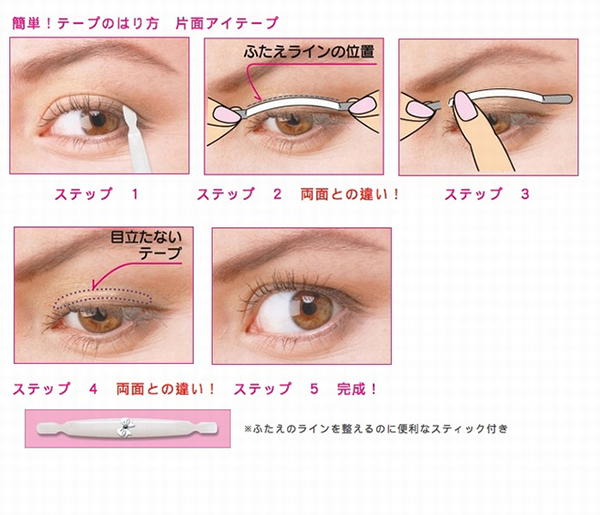 簡単！テープのはり方　片面アイテープ
ふたえラインの位置
ステップ　1
ステップ　2　両面との違い！
ステップ　3
目立たない
テープ
ステップ　4　両面との違い！
ステップ　5　完成！
※ふたえのラインを整えるのに便利なスティック付き